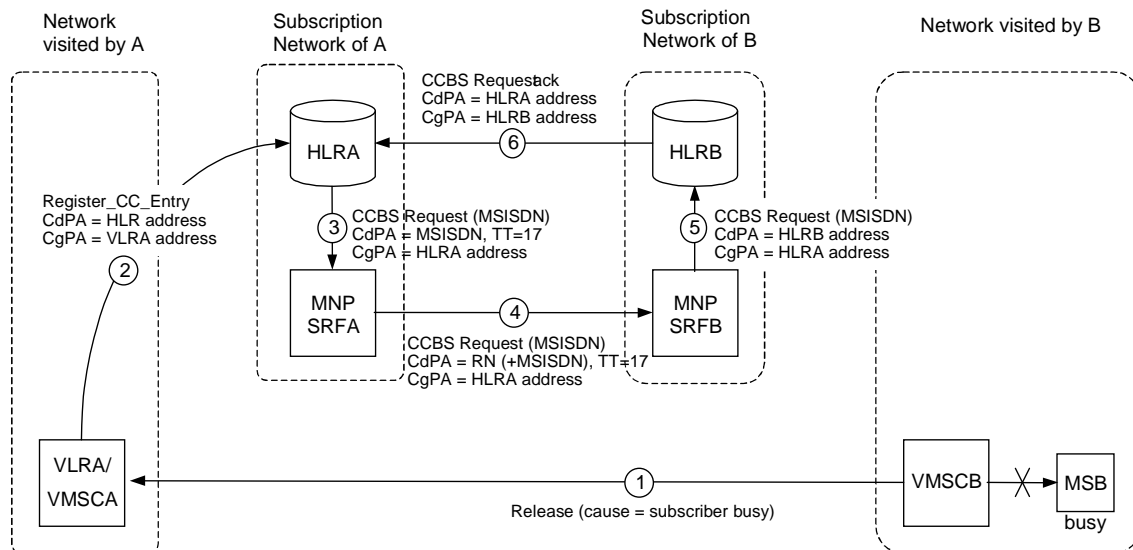 Network
visited by A
Subscription
Network of A
Subscription
Network of B
Network visited by B
CCBS Requestack
CdPA = HLRA address
CgPA = HLRB address
HLRA
6
HLRB
Register_CC_Entry
CdPA = HLR address
CgPA = VLRA address
2
3
CCBS Request (MSISDN)
CdPA = MSISDN, TT=17
CgPA = HLRA address
5
CCBS Request (MSISDN)
CdPA = HLRB address
CgPA = HLRA address
MNP
SRFA
4
MNP
SRFB
CCBS Request (MSISDN)
CdPA = RN (+MSISDN), TT=17
CgPA = HLRA address
VLRA/
VMSCA
1
Release (cause = subscriber busy)
VMSCB
MSB
busy